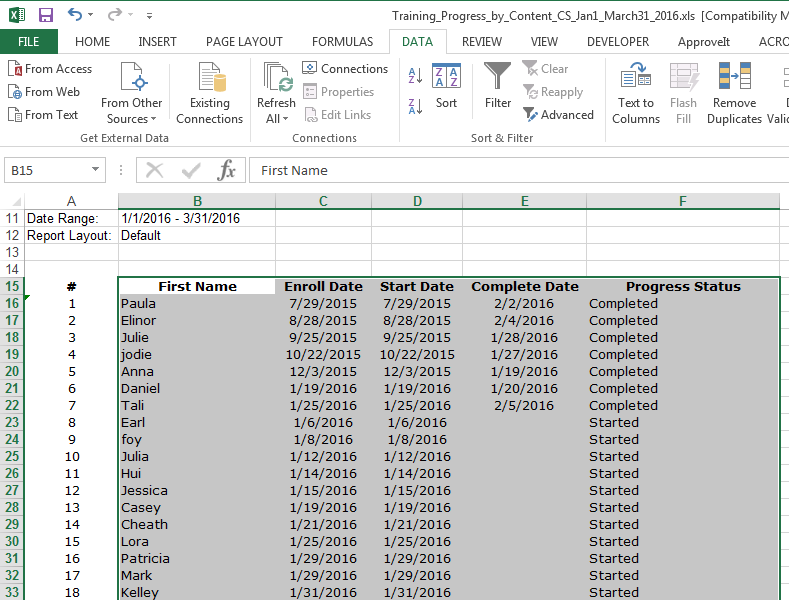 Training_Progress_by_Content_CS_Jan1_March31_2016.xls [Compatibility M
FILE HOME INSERT PAGE LAYOUT FORMULAS DATA REVIEW VIEW DEVELOPER ApproveIt ACRO
From Access
From Web
From Text
From Other Sources
Existing Connections
Get External Data
Refresh All
Connections
Properties
Edit Links
Connections
Sort
Filter
Clear
Reapply
Advanced
Sort & Filter
Text to Columns
Flash Fill
Remove Duplicates
Vali
B15 fx First Name
A B C D E F
11 Date Range: 1/1/2016 - 3/31/2016
12 Report Layout: Default
13
14
15 # First Name Enroll Date Start Date Complete Date Progress Status
16 1 Paula 7/29/2015 7/29/2015 2/2/2016 Completed
17 2 Elinor 8/28/2015 8/28/2015 2/4/2016 Completed
18 3 Julie 9/25/2015 9/25/2015 1/28/2016 Completed
19 4 jodie 10/22/2015 10/22/2015 1/27/2016 Completed
20 5 Anna 12/3/2015 12/3/2015 1/19/2016 Completed
21 6 Daniel 1/19/2016 1/19/2016 1/20/2016 Completed
22 7 Tali 1/25/2016 1/25/2016 2/5/2016 Completed
23 8 Earl 1/6/2016 1/6/2016 Started
24 9 foy 1/8/2016 1/8/2016 Started
25 10 Julia 1/12/2016 1/12/2016 Started
26 11 Hui 1/14/2016 1/14/2016 Started
27 12 Jessica 1/15/2016 1/15/2016 Started
28 13 Casey 1/19/2016 1/19/2016 Started
29 14 Cheath 1/21/2016 1/21/2016 Started
30 15 Lora 1/25/2016 1/25/2016 Started
31 16 Patricia 1/29/2016 1/29/2016 Started
32 17 Mark 1/29/2016 1/29/2016 Started
33 18 Kelley 1/31/2016 1/31/2016 Started